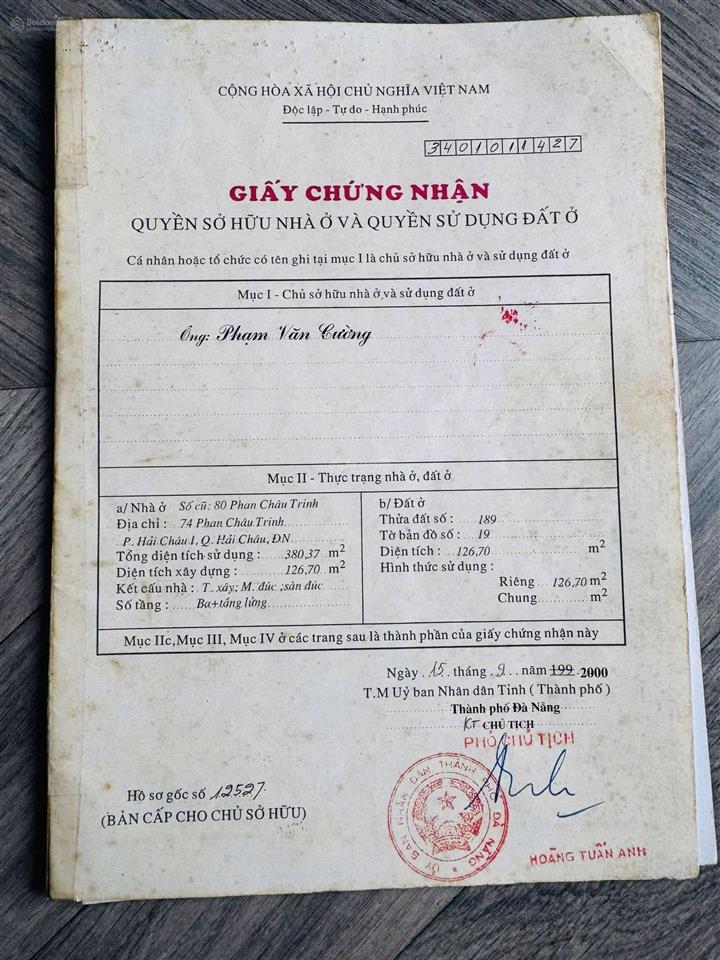 Batdongsan
CỘNG HÒA XÃ HỘI CHỦ NGHĨA VIỆT NAM
Độc lập - Tự do - Hạnh phúc
3401011427
GIẤY CHỨNG NHẬN
QUYỀN SỞ HỮU NHÀ Ở VÀ QUYỀN SỬ DỤNG ĐẤT Ở
Cá nhân hoặc tổ chức có tên ghi tại mục I là chủ sở hữu nhà ở và sử dụng đất ở
Mục I - Chủ sở hữu nhà ở và sử dụng đất ở
Ông: Phạm Văn Cường
Mục II - Thực trạng nhà ở, đất ở
a/ Nhà ở Số cũ: 80 Phan Châu Trinh
Địa chỉ : 74 Phan Châu Trinh
P. Hải Châu I, Q. Hải Châu, ĐN
Tổng diện tích sử dụng : 380,37 m2
Diện tích xây dựng : 126,70 m2
Kết cấu nhà : T. xây; M. đúc ;sàn đúc
Số tầng : Ba+tầng lửng
b/ Đất ở
Thửa đất số : 189
Tờ bản đồ số : 19
Diện tích : 126,70 m2
Hình thức sử dụng :
Riêng 126,70 m2
Chung m2
Mục IIc,Mục III, Mục IV ở các trang sau là thành phần của giấy chứng nhận này
Ngày 15 tháng 9 năm 199 2000
T.M Uỷ ban Nhân dân Tỉnh ( Thành phố )
Thành phố Đà Nẵng
KT CHỦ TỊCH
PHÓ CHỦ TỊCH
ỦY BAN NHÂN DÂN THÀNH PHỐ ĐÀ NẴNG
HOÀNG TUẤN ANH
Hồ sơ gốc số 12527
(BẢN CẤP CHO CHỦ SỞ HỮU)